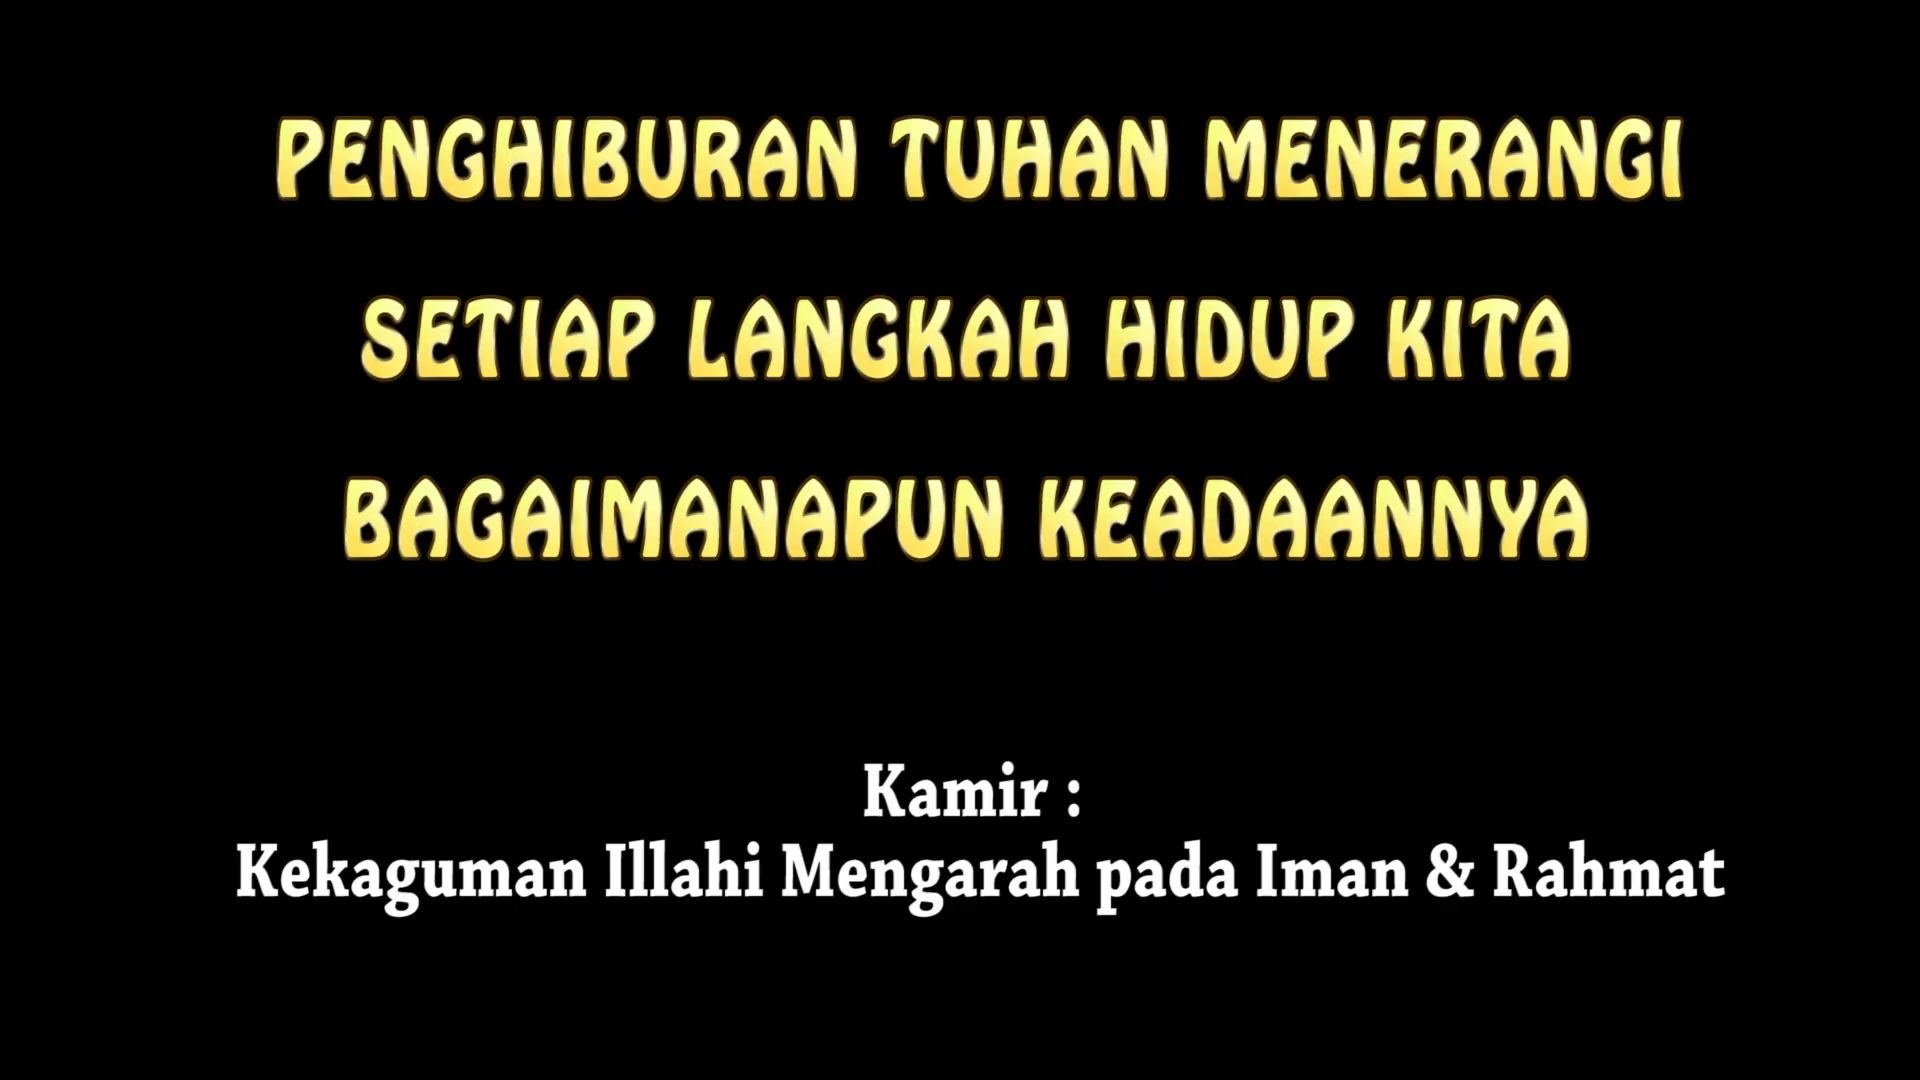 PENGHIBURAN TUHAN MENERANGI
SETIAP LANGKAH HIDUP KITA
BAGAIMANAPUN KEADAANNYA
Kamir :
Kekaguman Illahi Mengarah pada Iman & Rahmat